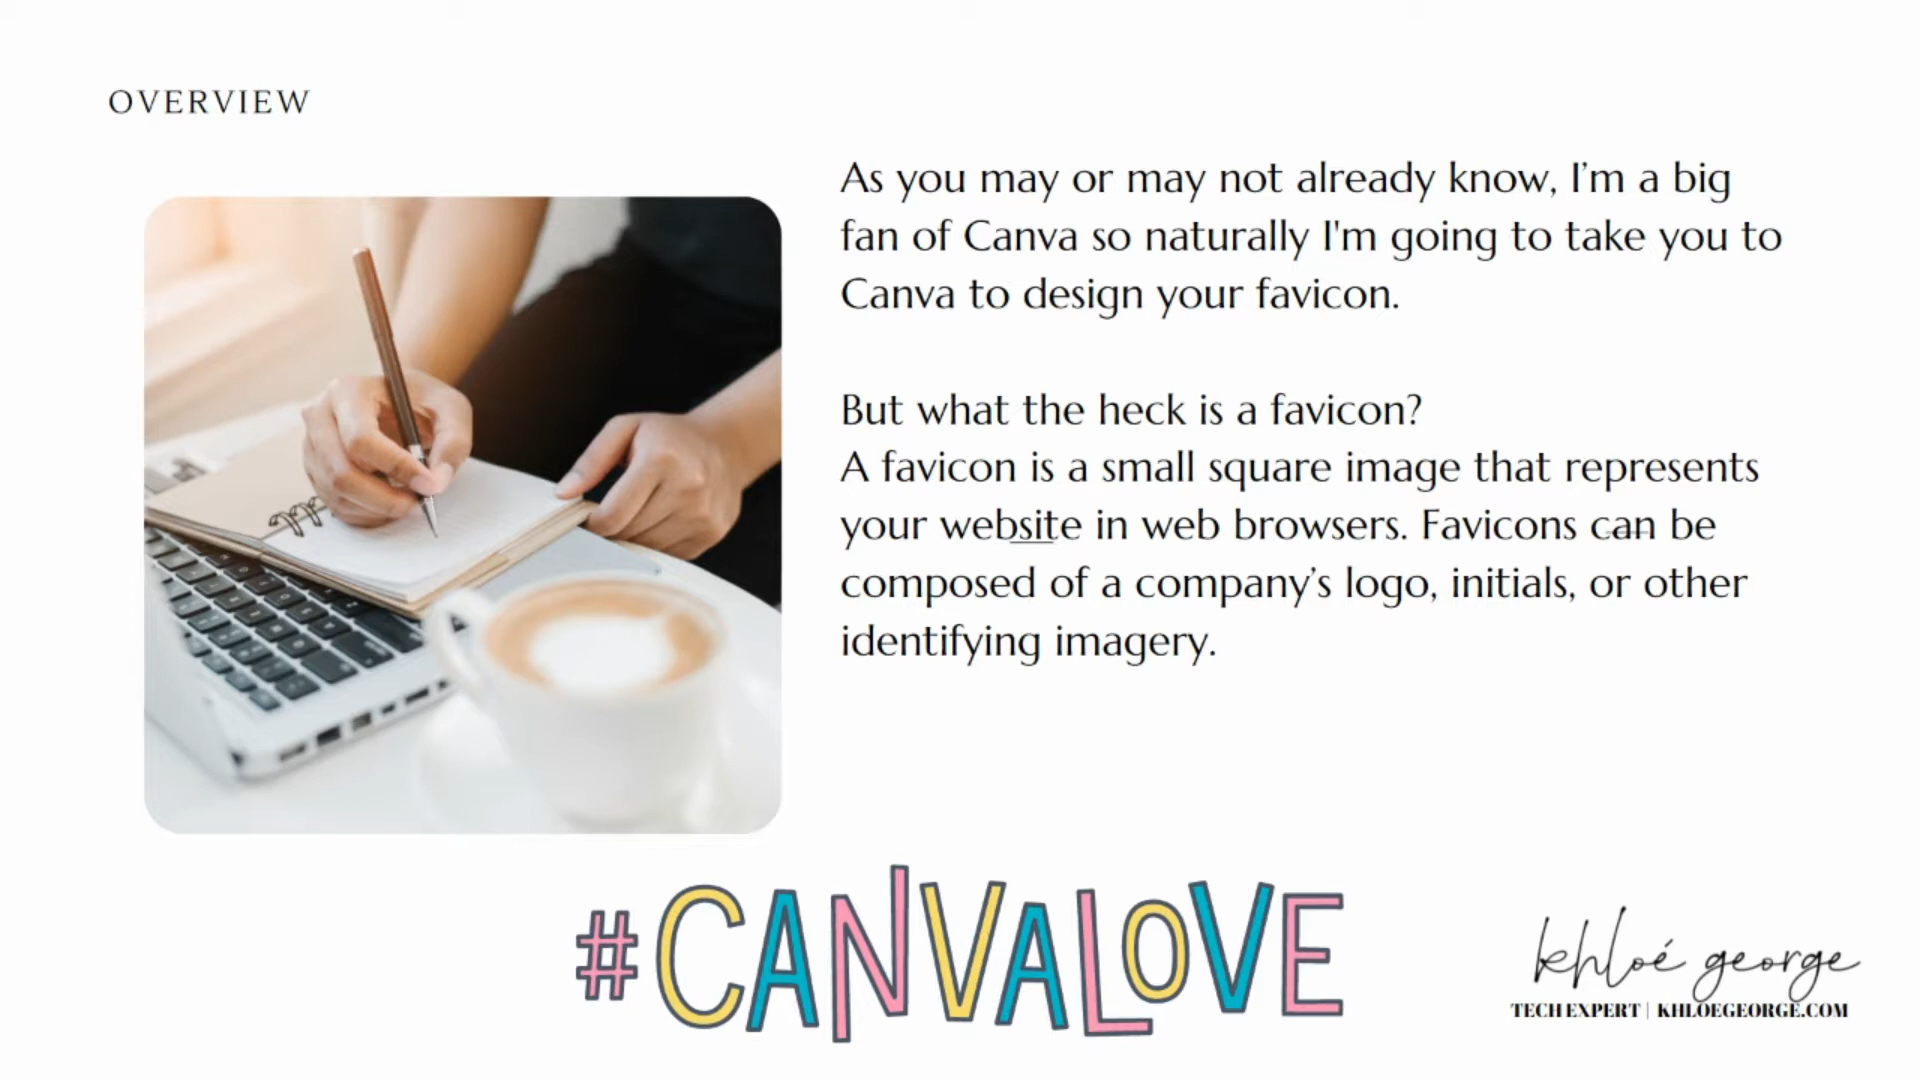 OVERVIEW
As you may or may not already know, I’m a big
fan of Canva so naturally I'm going to take you to
Canva to design your favicon.
But what the heck is a favicon?
A favicon is a small square image that represents
your website in web browsers. Favicons can be
composed of a company’s logo, initials, or other
identifying imagery.
#CANVALOVE
khloé george
TECH EXPERT | KHLOEGEORGE.COM